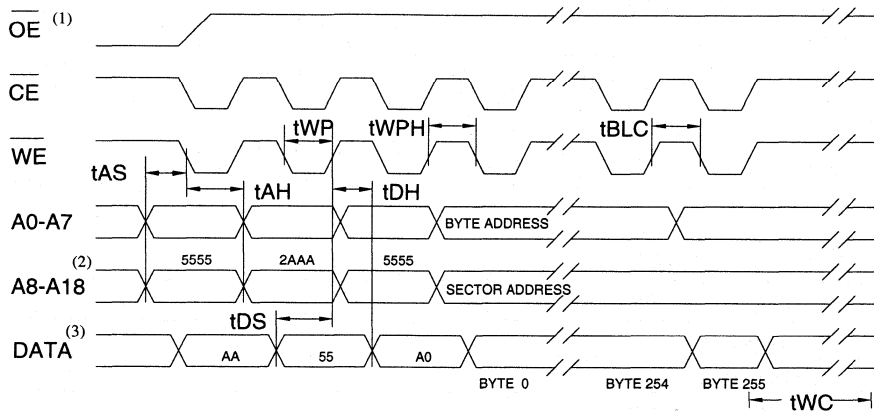 OE (1)
CE
tWP tWPH tBLC
WE
tAS
tAH tDH
A0-A7 BYTE ADDRESS
(2) 5555 2AAA 5555
A8-A18 SECTOR ADDRESS
tDS
DATA (3) AA 55 A0
BYTE 0 BYTE 254 BYTE 255
tWC